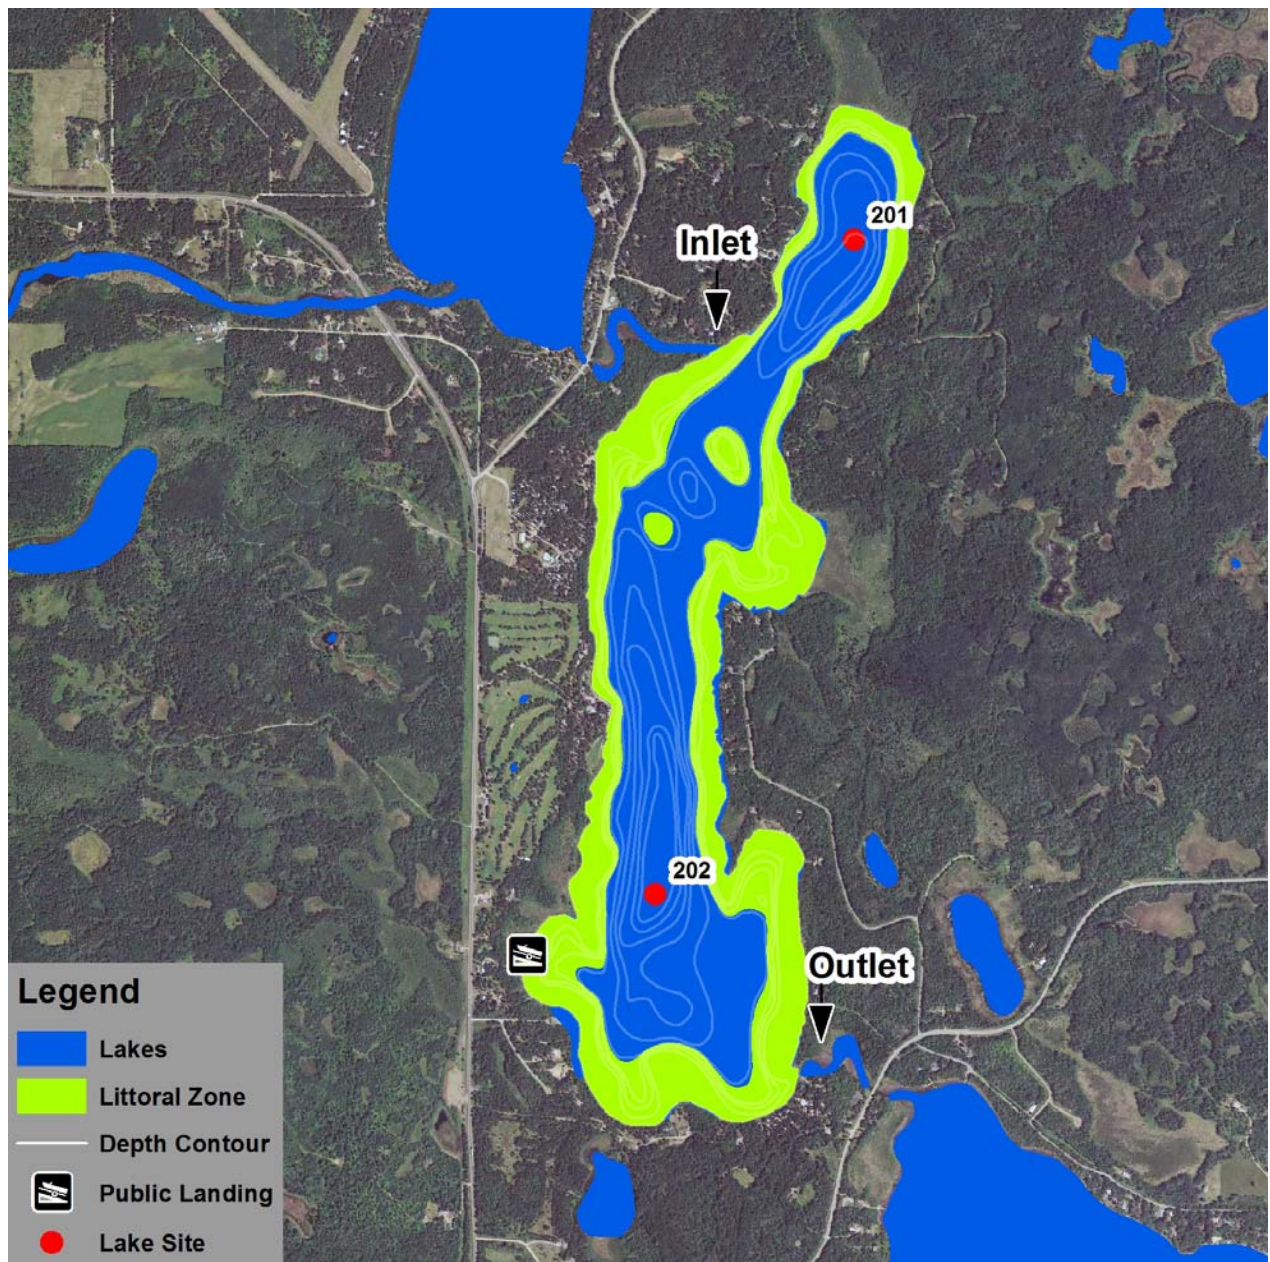 201
Inlet
202
Outlet
Legend
Lakes
Littoral Zone
Depth Contour
Public Landing
Lake Site